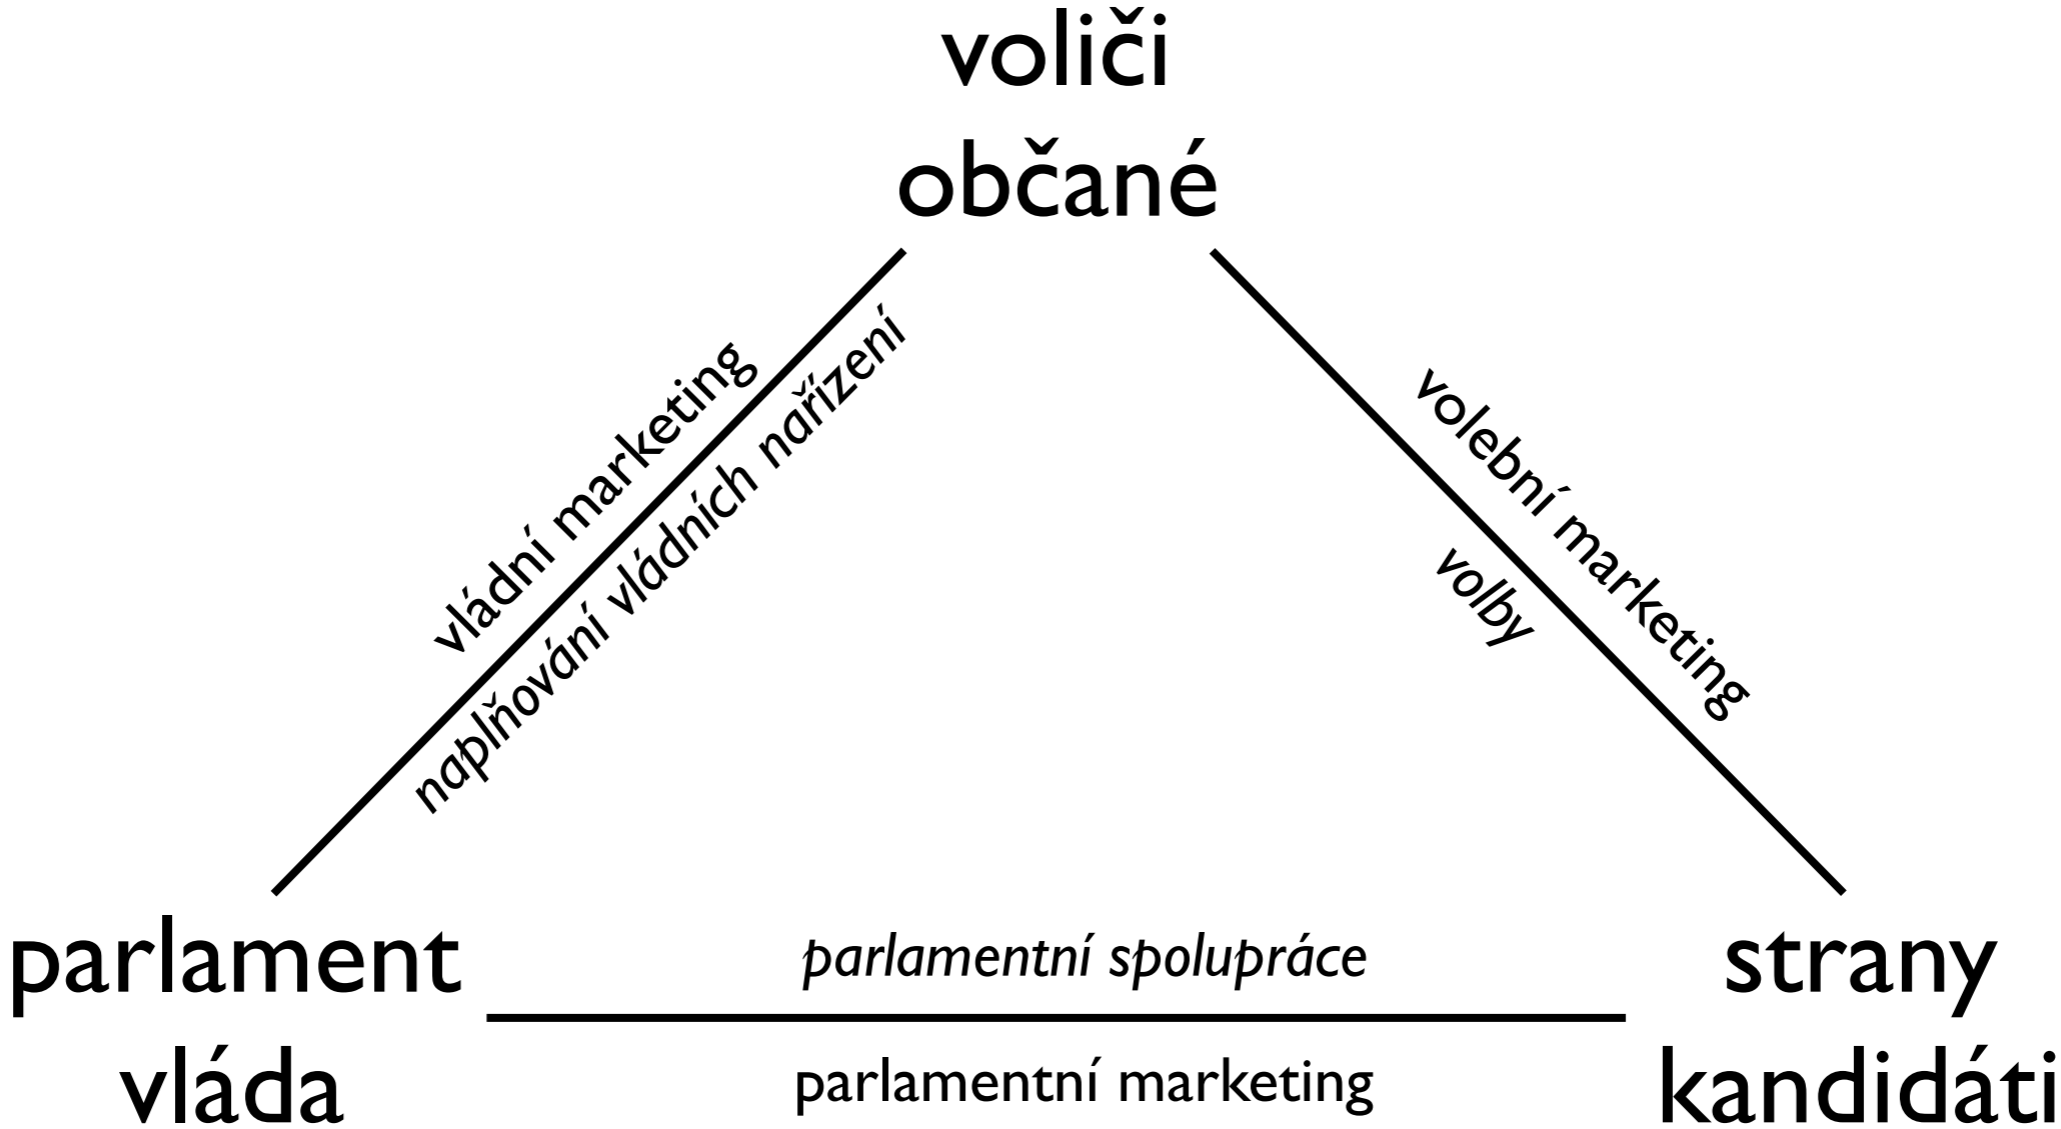 voliči
občané
vládní marketing
naplňování vládních nařízení
volební marketing
volby
parlament
vláda
parlamentní spolupráce
parlamentní marketing
strany
kandidáti